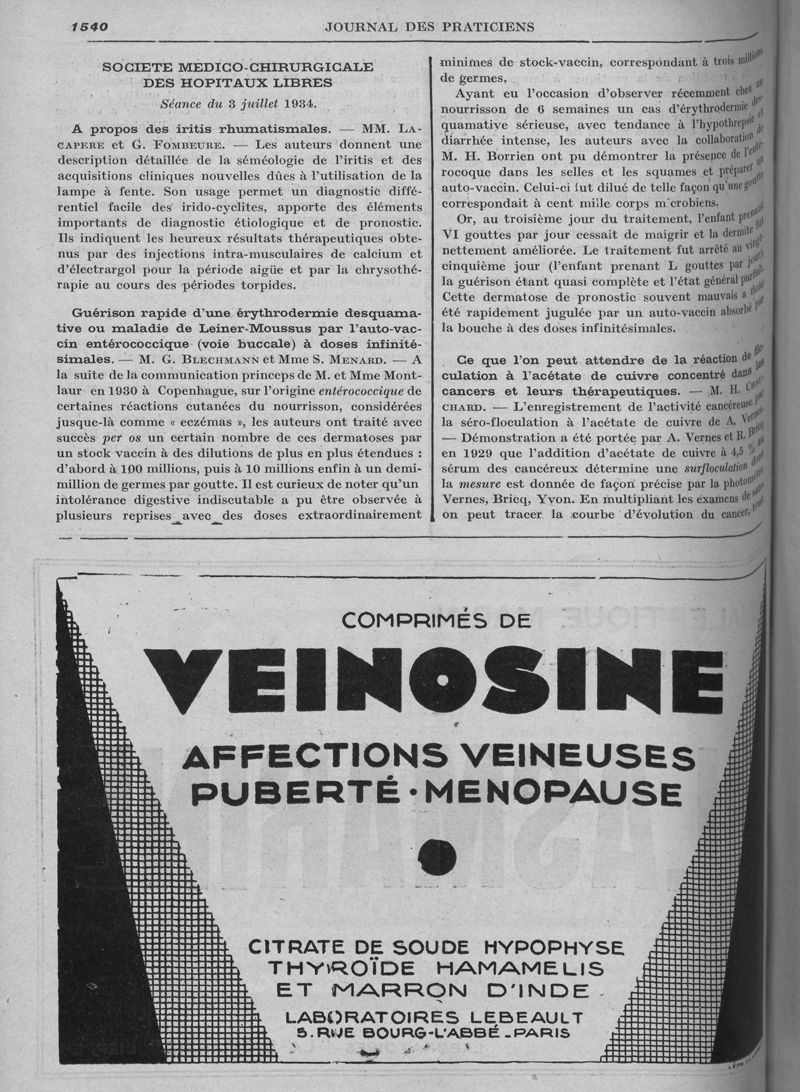 1540
JOURNAL DES PRATICIENS
SOCIETE MEDICO-CHIRURGICALE
DES HOPITAUX LIBRES
Séance du 3 juillet 1934.
A propos des iritis rhumatismales. — MM. LA-
CAPERE et G. FOMBEURE. — Les auteurs donnent une
description détaillée de la séméologie de l'iritis et des
acquisitions cliniques nouvelles dûes à l'utilisation de la
lampe à fente. Son usage permet un diagnostic diffé-
rentiel facile des irido-cyclites, apporte des éléments
importants de diagnostic étiologique et de pronostic.
Ils indiquent les heureux résultats thérapeutiques obte-
nus par des injections intra-musculaires de calcium et
d'électrargol pour la période aigüe et par la chrysothé-
rapie au cours des périodes torpides.
Guérison rapide d'une érythrodermie desquama-
tive ou maladie de Leiner-Moussus par l'auto-vac-
cin entérococcique (voie buccale) à doses infinité-
simales. — M. G. BLECHMANN et Mme S. MENARD. — A
la suite de la communication princeps de M. et Mme Mont-
laur en 1930 à Copenhague, sur l'origine entérococcique de
certaines réactions cutanées du nourrisson, considérées
jusque-là comme « eczémas », les auteurs ont traité avec
succès per os un certain nombre de ces dermatoses par
un stock vaccin à des dilutions de plus en plus étendues :
d'abord à 100 millions, puis à 10 millions enfin à un demi-
million de germes par goutte. Il est curieux de noter qu'un
intolérance digestive indiscutable a pu être observée à
plusieurs reprises avec des doses extraordinairement
minimes de stock-vaccin, correspondant à trois millions
de germes.
Ayant eu l'occasion d'observer récemment chez un
nourrisson de 6 semaines un cas d'érythrodermie des-
quamative sérieuse, avec tendance à l'hypothrepsie et
diarrhée intense, les auteurs avec la collaboration de
M. H. Borrien ont pu démontrer la présence de l'enté-
rocoque dans les selles et les squames et préparer un
auto-vaccin. Celui-ci fut dilué de telle façon qu'une goutte
correspondait à cent mille corps microbiens.
Or, au troisième jour du traitement, l'enfant prenant
VI gouttes par jour cessait de maigrir et la dermite fut
nettement améliorée. Le traitement fut arrêté au vingt-
cinquième jour (l'enfant prenant L gouttes par jour),
la guérison étant quasi complète et l'état général parfait.
Cette dermatose de pronostic souvent mauvais a donc
été rapidement jugulée par un auto-vaccin absorbé par
la bouche à des doses infinitésimales.
Ce que l'on peut attendre de la réaction de flo-
culation à l'acétate de cuivre concentré dans les
cancers et leurs thérapeutiques. — M. H.
CHARD. — L'enregistrement de l'activité cancéreuse par
la séro-floculation à l'acétate de cuivre de A. Vernes
— Démonstration a été portée par A. Vernes et R. Bricq
en 1929 que l'addition d'acétate de cuivre à 4,5 % au
sérum des cancéreux détermine une surfloculation dont
la mesure est donnée de façon précise par la
Vernes, Bricq, Yvon. En multipliant les examens de
on peut tracer la courbe d'évolution du cancer,
COMPRIMÉS DE
VEINOSINE
AFFECTIONS VEINEUSES
PUBERTÉ · MENOPAUSE
CITRATE DE SOUDE HYPOPHYSE
THYROÏDE HAMAMELIS
ET MARRON D'INDE
LABORATOIRES LEBEAULT
5. RUE BOURG-L'ABBÉ - PARIS